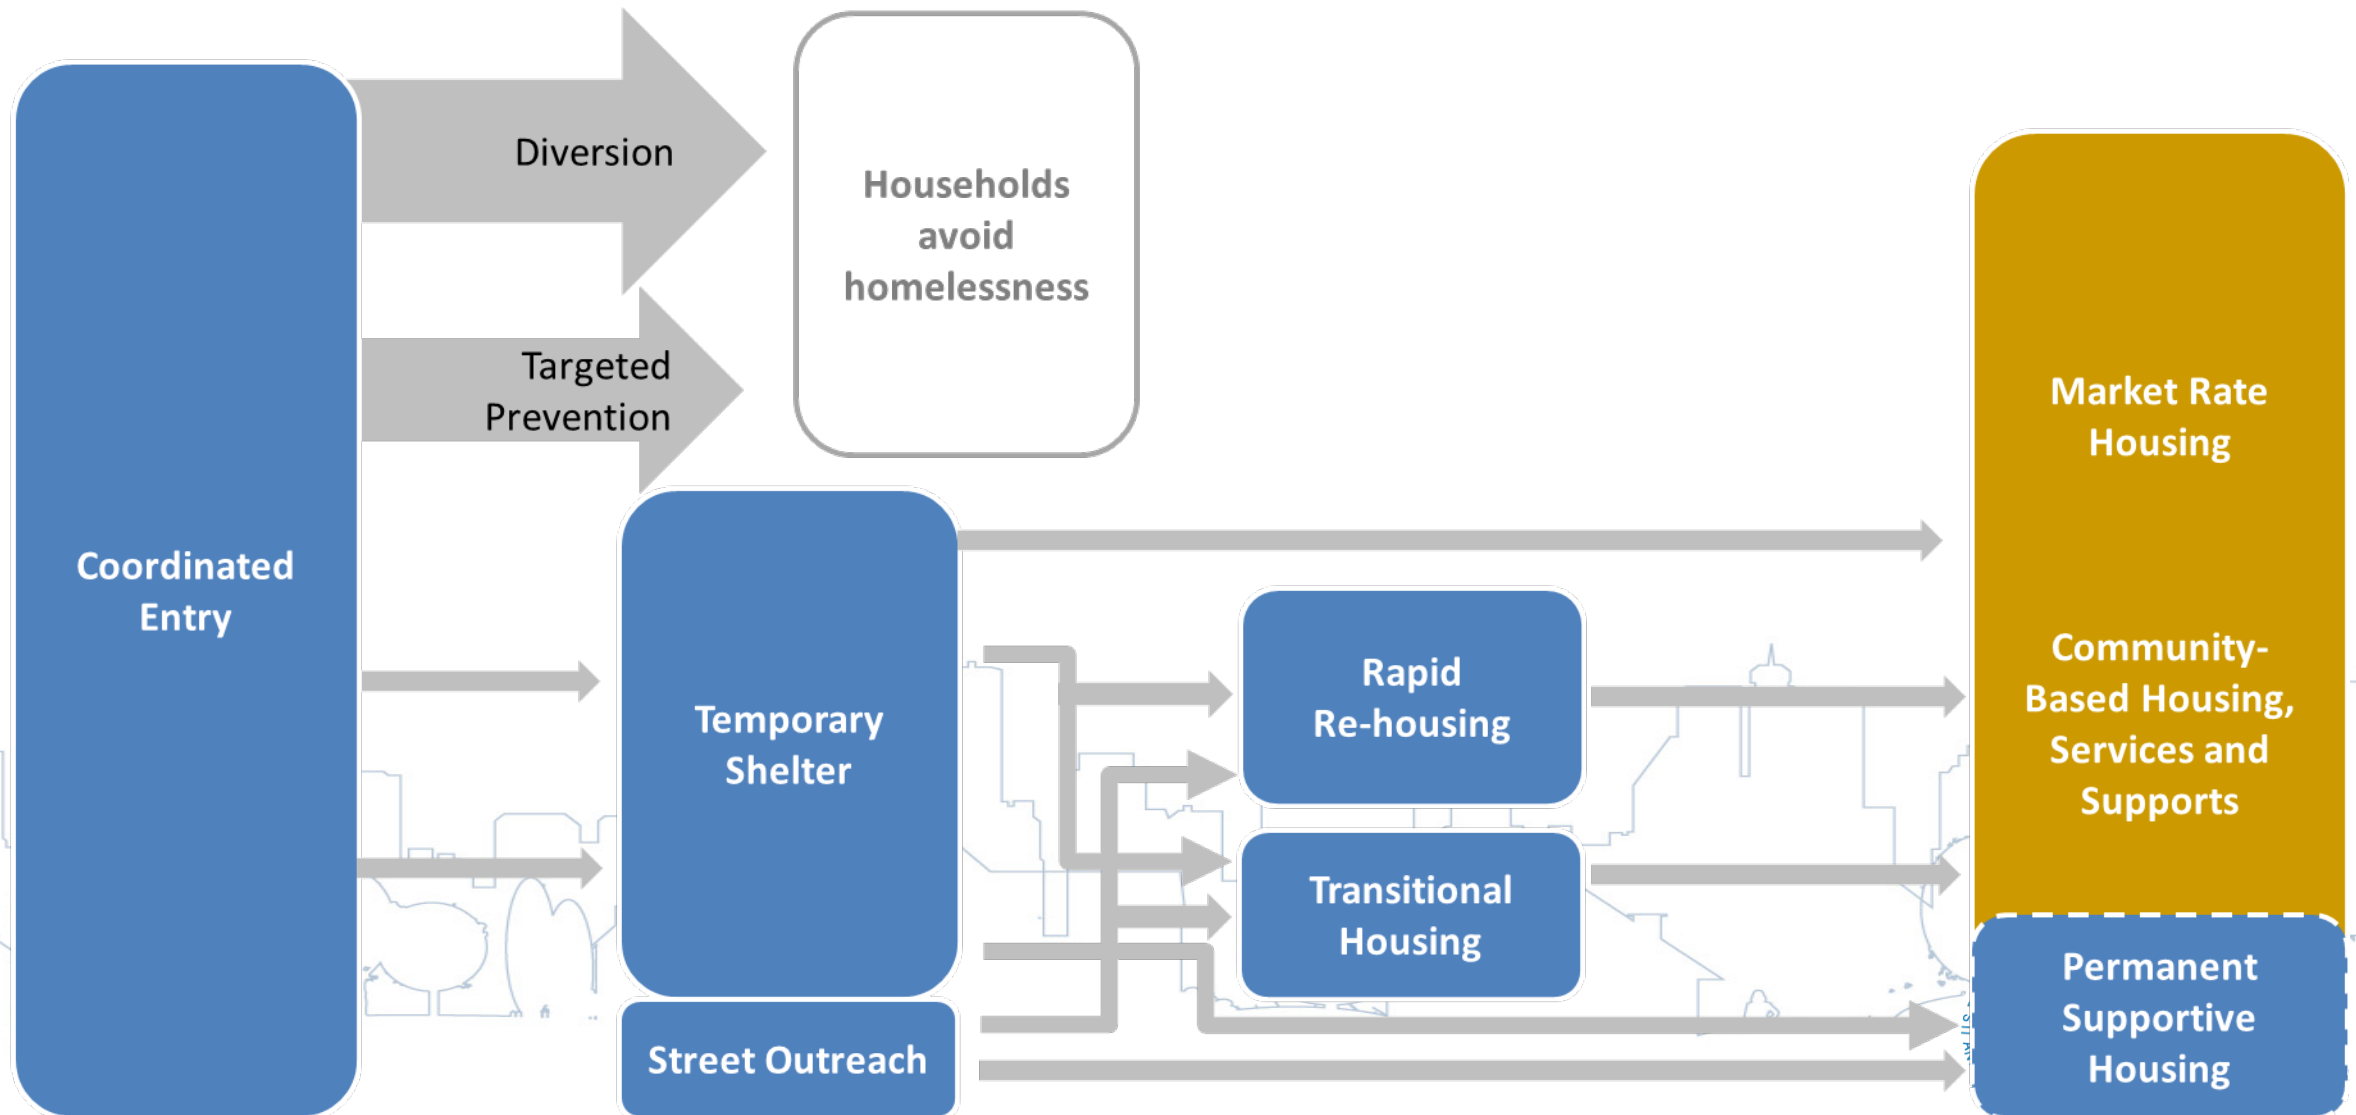 Diversion
Households
avoid
homelessness
Targeted
Prevention
Coordinated
Entry
Temporary
Shelter
Street Outreach
Rapid
Re-housing
Transitional
Housing
Market Rate
Housing
Community-
Based Housing,
Services and
Supports
Permanent
Supportive
Housing